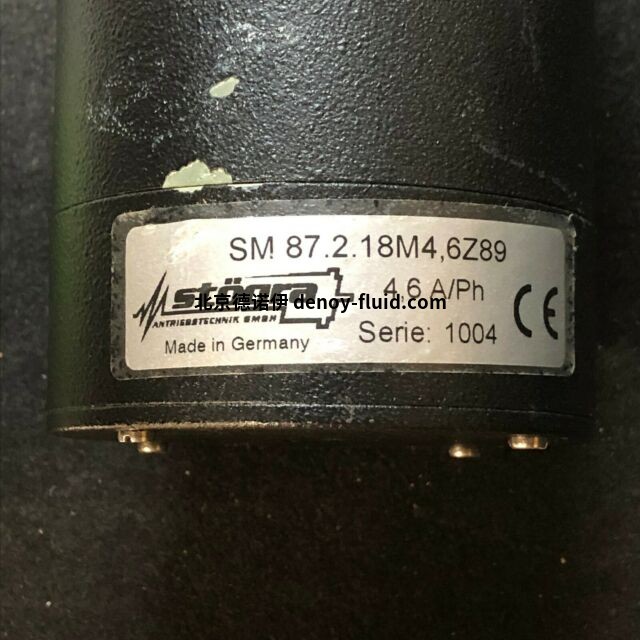 SM 87.2.18M4,6Z89
stögra
ANTRIEBSTECHNIK GMBH
4,6 A/Ph
北京德诺伊 denoy-fluid.com
Made in Germany
Serie: 1004
CE